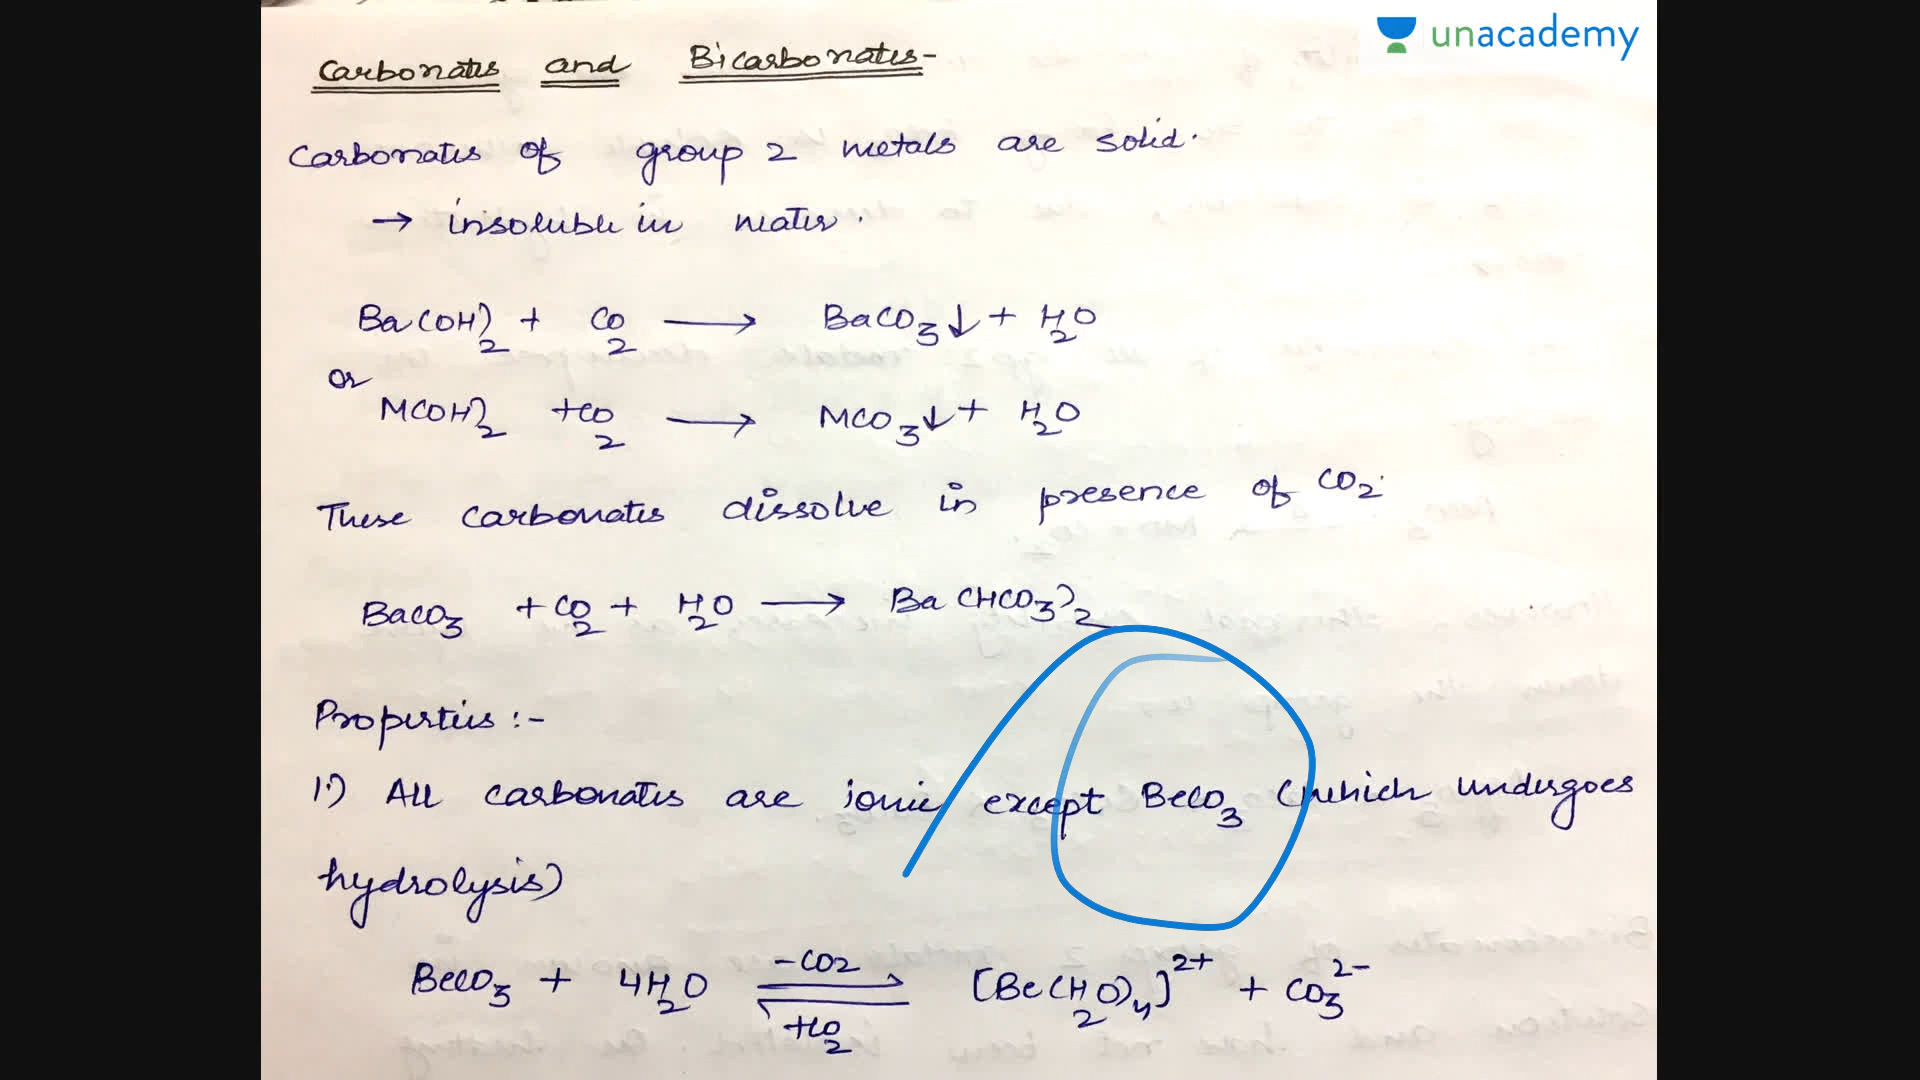 unacademy
Carbonates and Bicarbonates-
Carbonates of group 2 metals are solid.
→ insoluble in water.
Ba(OH)2 + CO2 → BaCO3↓ + H2O
or
M(OH)2 + CO2 → MCO3↓ + H2O
These carbonates dissolve in presence of CO2.
BaCO3 + CO2 + H2O → Ba(HCO3)2
Properties :-
1.) All carbonates are ionic except BeCO3 (which undergoes
hydrolysis)
BeCO3 + 4H2O ⇌ -CO2 +CO2 [Be(H2O)4]2+ + CO3 2-